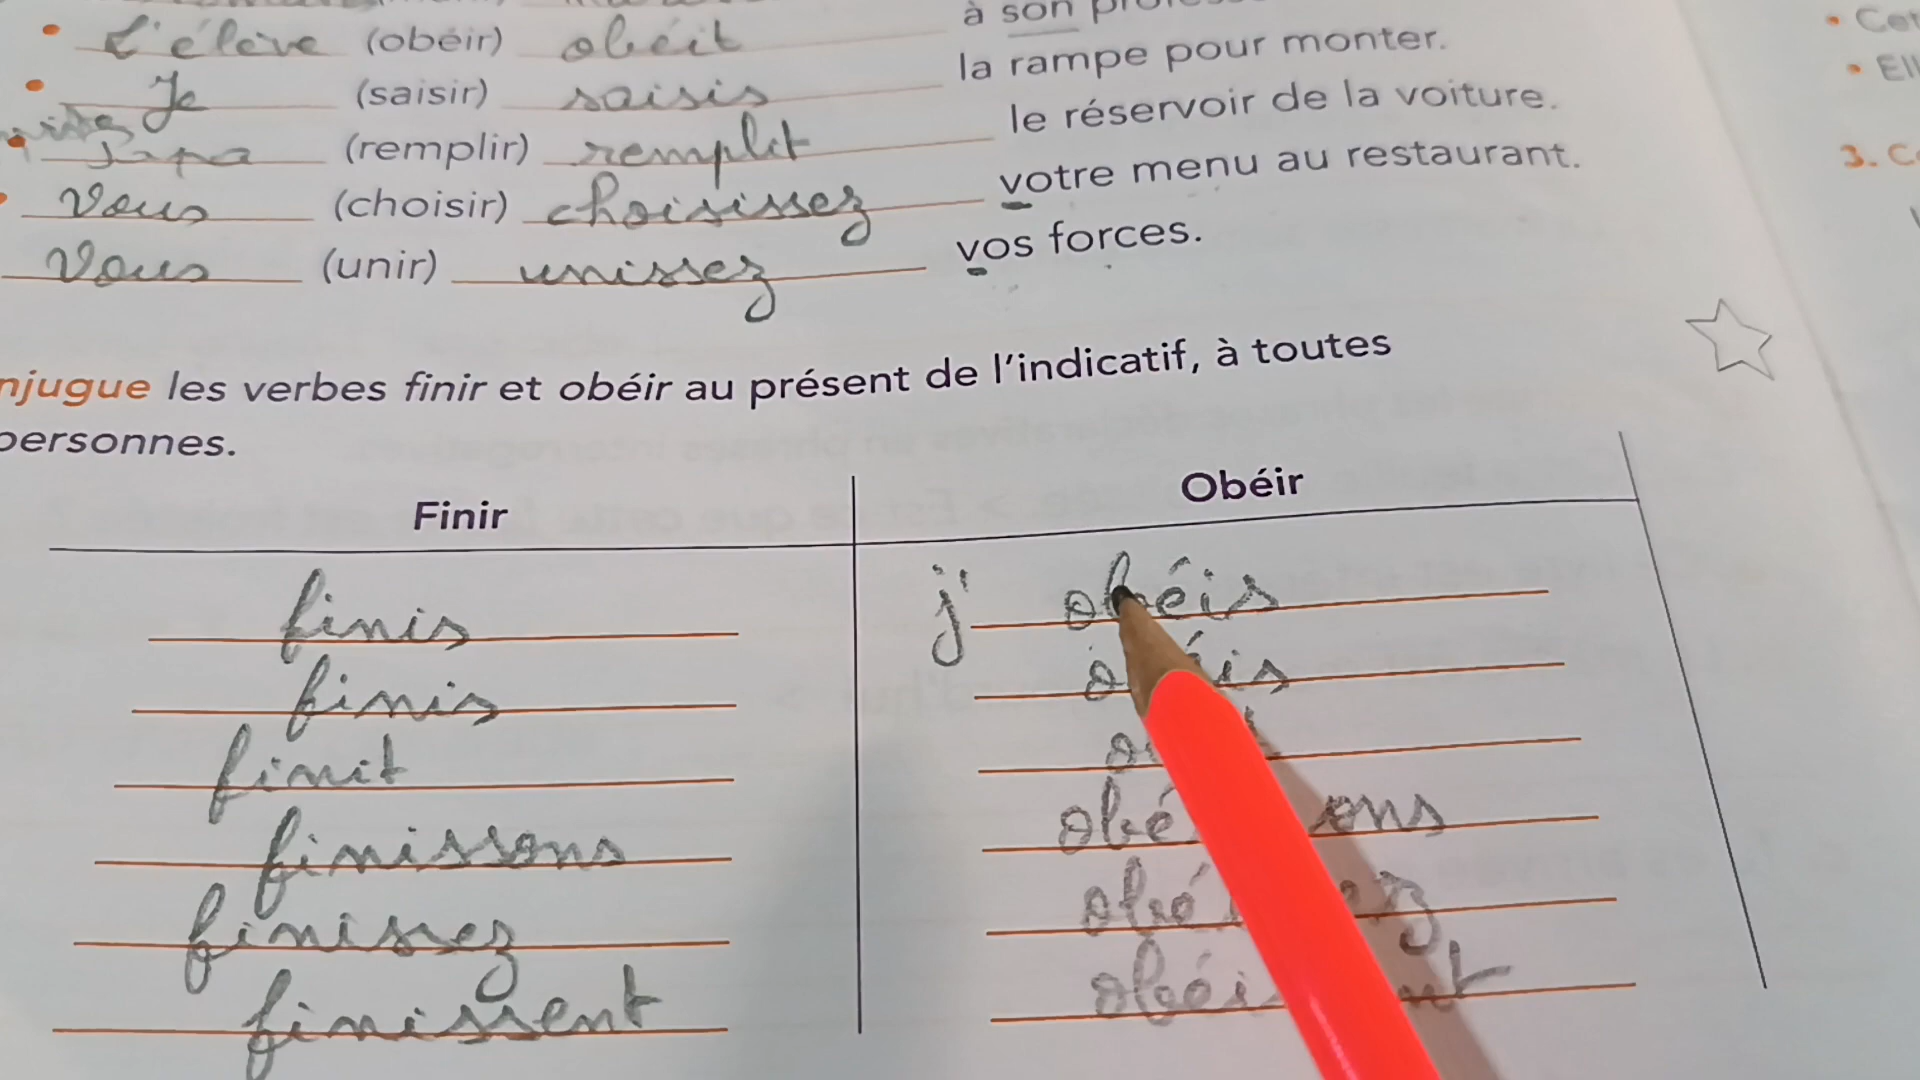 L'élève (obéir) obéit à son
Je (saisir) saisis la rampe pour monter.
papa (remplir) remplit le réservoir de la voiture.
Vous (choisir) choisissez votre menu au restaurant.
Vous (unir) unissez vos forces.
njugue les verbes finir et obéir au présent de l'indicatif, à toutes
personnes.
Finir Obéir
finis j' obéis
finis
finit
finissons
finissez
finissent
3.